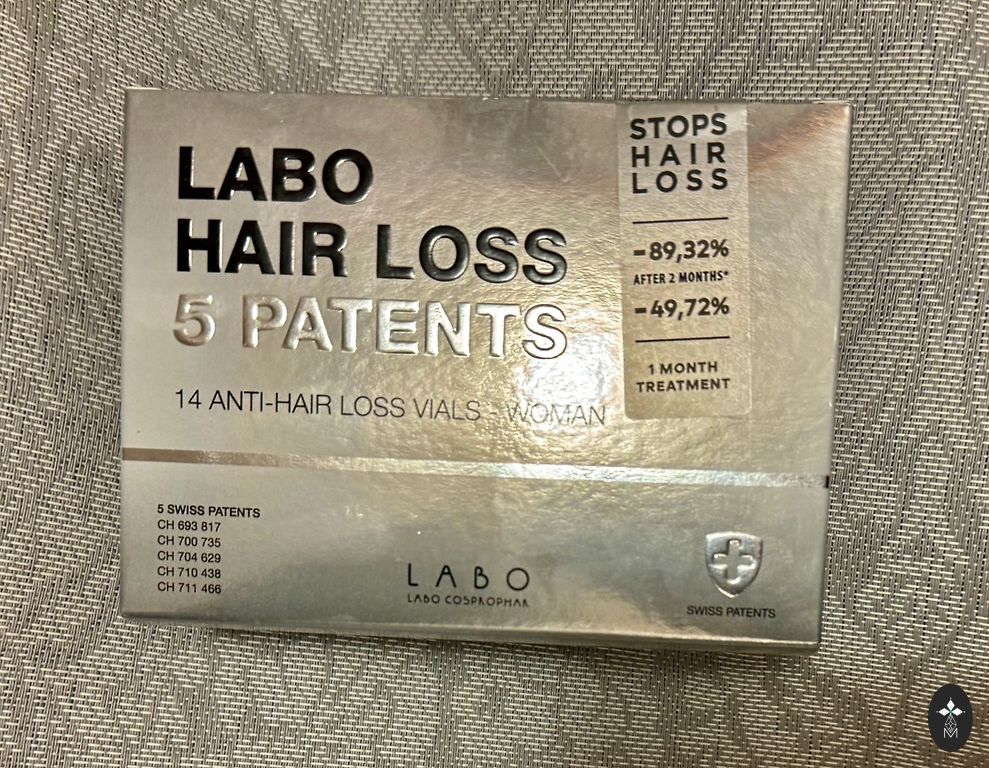 LABO
HAIR LOSS
5 PATENTS
14 ANTI-HAIR LOSS VIALS - WOMAN
STOPS
HAIR
LOSS
-89,32%
AFTER 2 MONTHS*
-49,72%
1 MONTH
TREATMENT
5 SWISS PATENTS
CH 693 817
CH 700 735
CH 704 629
CH 710 438
CH 711 466
LABO
LABO COSPROPHAR
SWISS PATENTS
M